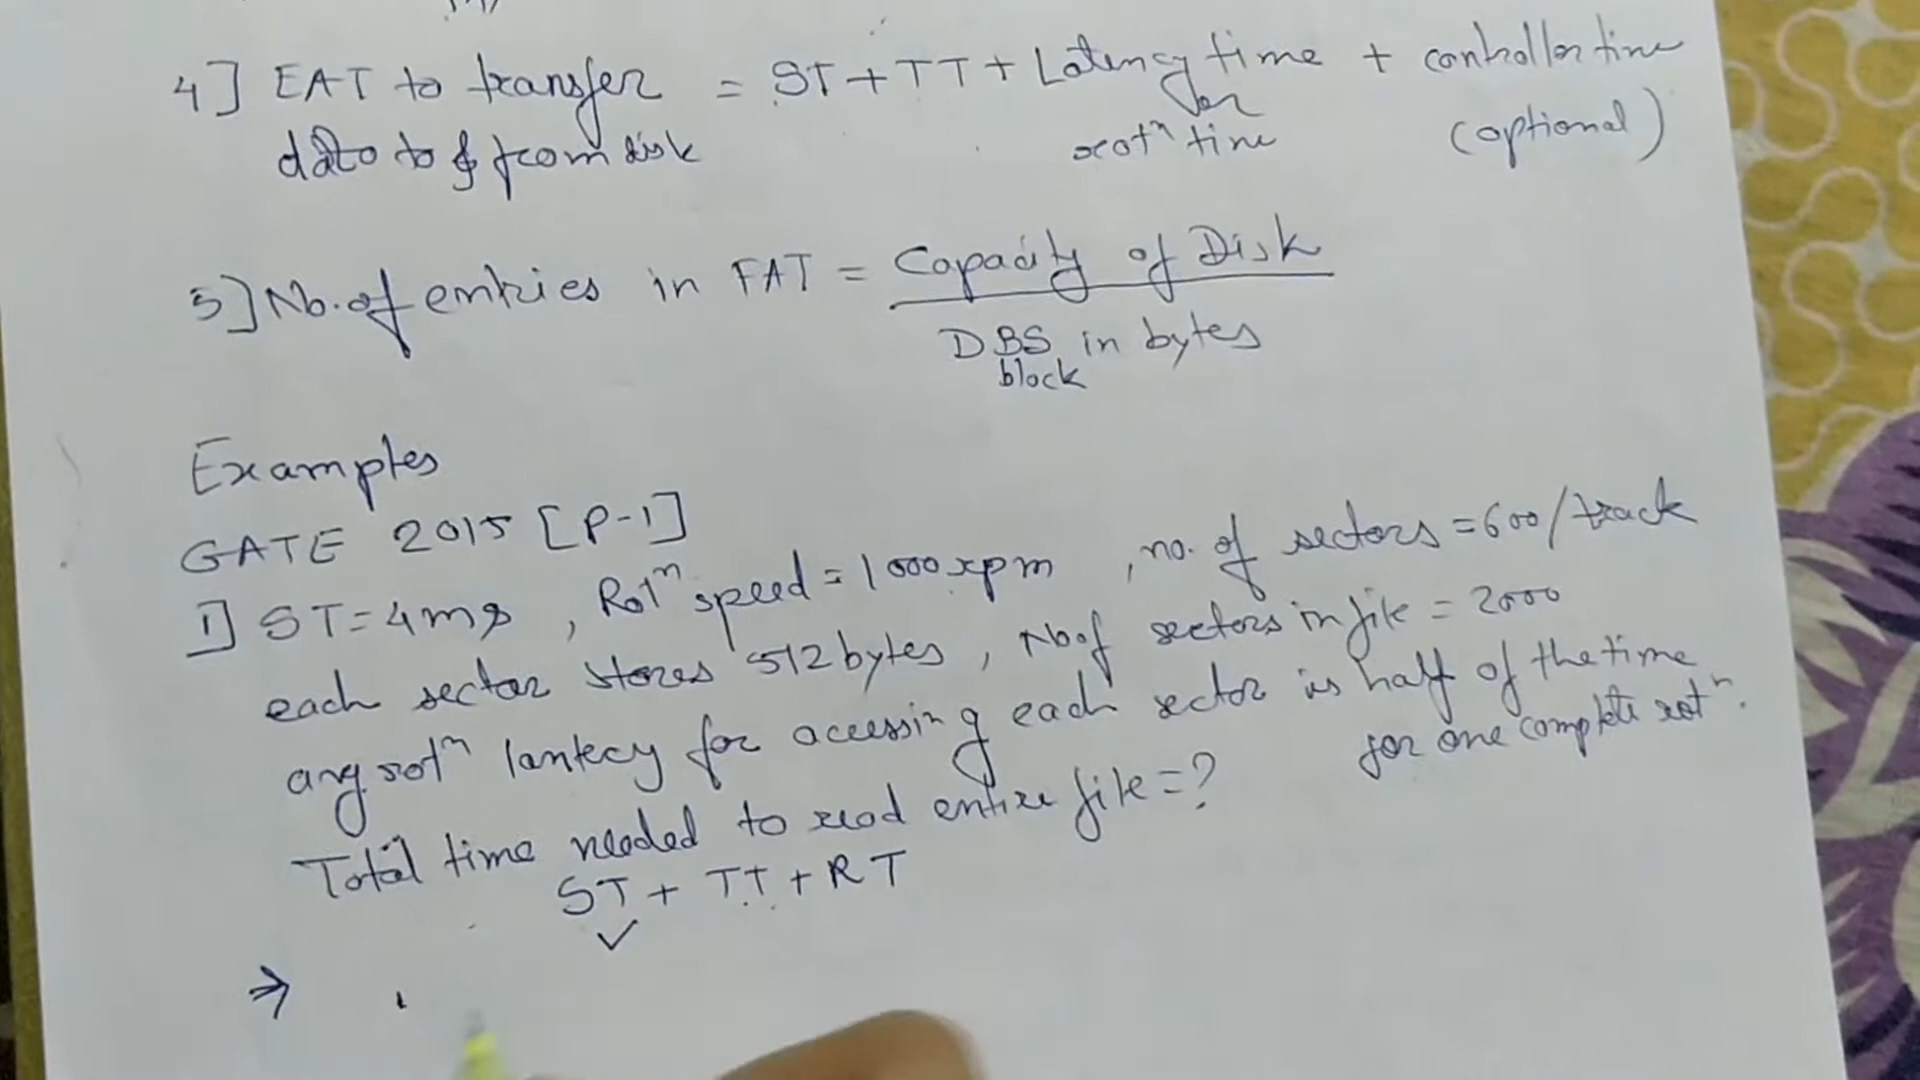 4] EAT to transfer = ST + TT + Latency time + controller time
data to & from disk or rotⁿ time (optional)
5] No. of entries in FAT = Capacity of Disk
DBS in bytes
block
Examples
GATE 2015 [P-1]
1] ST = 4ms, Rotⁿ speed = 1000 rpm, no. of sectors = 600/track
each sector stores 512 bytes, No of sectors in file = 2000
avg rotⁿ lantecy for accessing each sector is half of the time
for one complete rotⁿ.
Total time needed to read entire file = ?
ST + TT + RT
✓
⇒